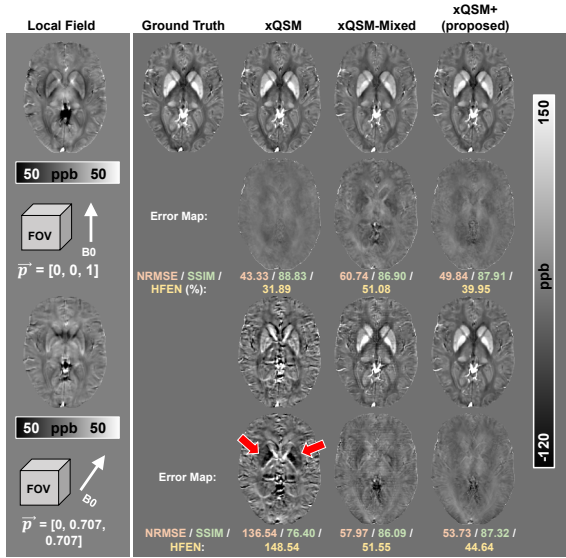 Local Field
Ground Truth
xQSM
xQSM-Mixed
xQSM+
(proposed)
50 ppb 50
FOV
B0
p = [0, 0, 1]
Error Map:
NRMSE / SSIM /
HFEN (%):
43.33 / 88.83 /
31.89
60.74 / 86.90 /
51.08
49.84 / 87.91 /
39.95
150
ppb
-120
50 ppb 50
FOV
B0
p = [0, 0.707,
0.707]
Error Map:
NRMSE / SSIM /
HFEN:
136.54 / 76.40 /
148.54
57.97 / 86.09 /
51.55
53.73 / 87.32 /
44.64